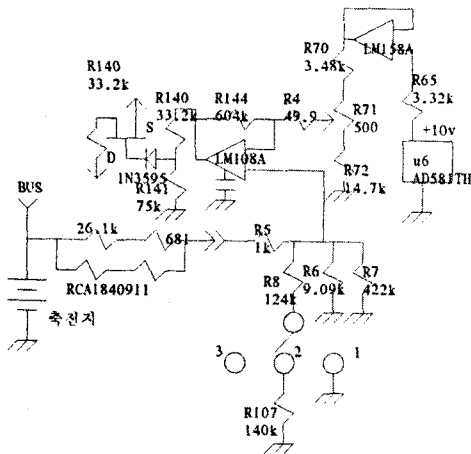 R70
3.48k
LM158A
R140
33.2k
R140
33.2k
R144
604k
R4
49.9
R65
3.32k
R71
500
+10v
S
D
LM108A
1N3595
R141
75k
R72
14.7k
u6
AD581TH
BUS
26.1k
681
R5
1k
RCA1840911
R8
124k
R6
9.09k
R7
422k
축전지
3
2
1
R107
140k